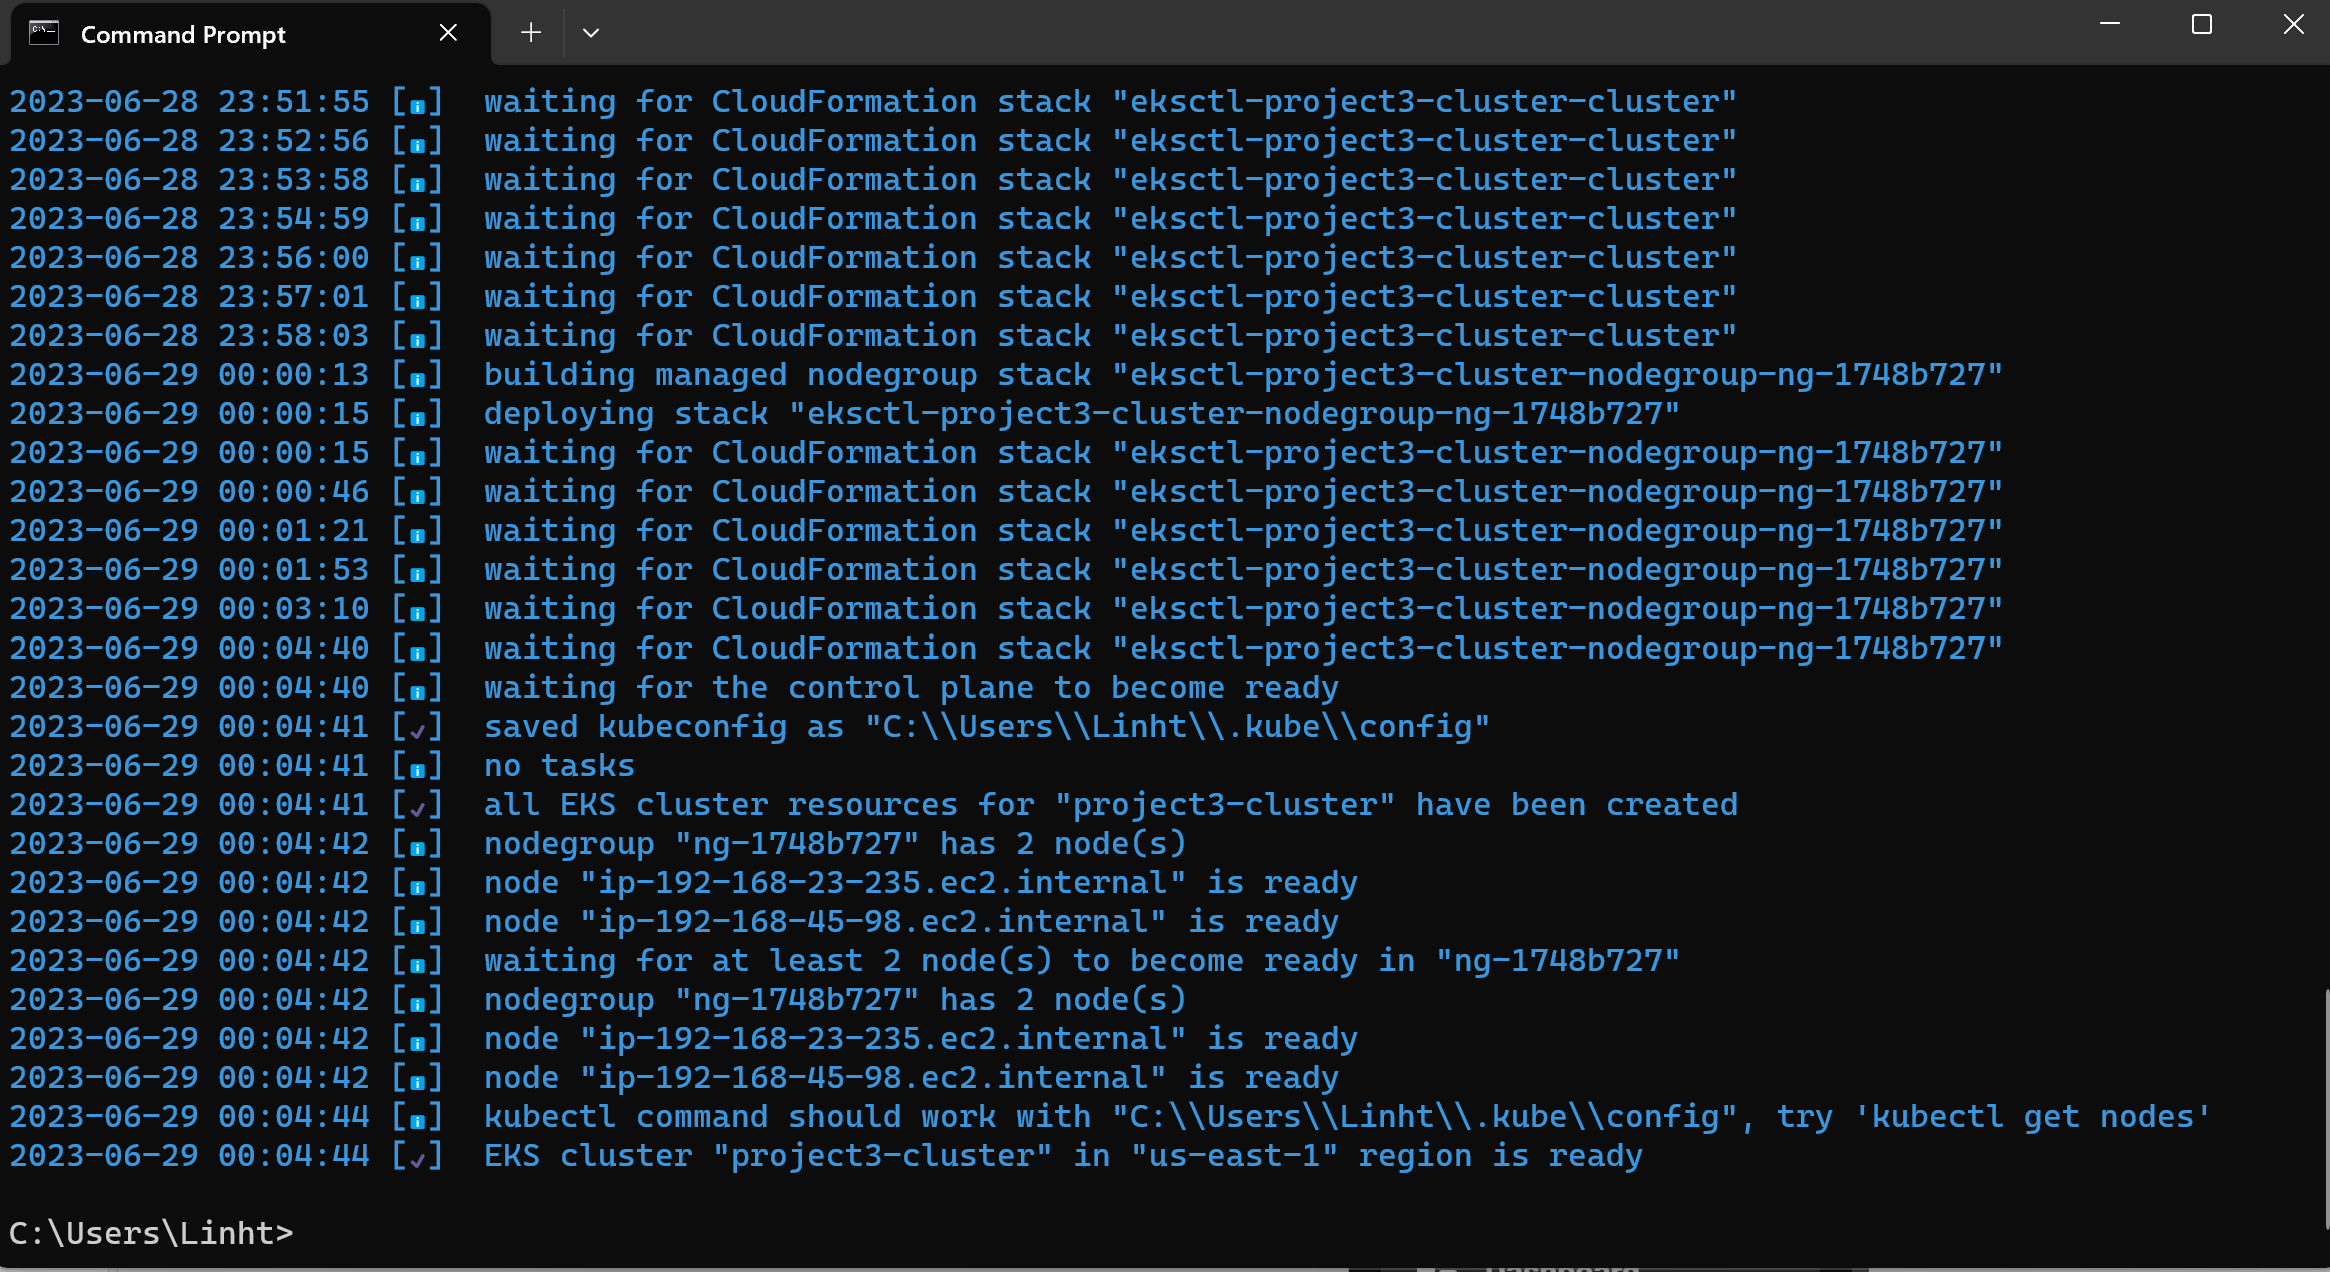 Command Prompt
2023-06-28 23:51:55 [i]  waiting for CloudFormation stack "eksctl-project3-cluster-cluster"
2023-06-28 23:52:56 [i]  waiting for CloudFormation stack "eksctl-project3-cluster-cluster"
2023-06-28 23:53:58 [i]  waiting for CloudFormation stack "eksctl-project3-cluster-cluster"
2023-06-28 23:54:59 [i]  waiting for CloudFormation stack "eksctl-project3-cluster-cluster"
2023-06-28 23:56:00 [i]  waiting for CloudFormation stack "eksctl-project3-cluster-cluster"
2023-06-28 23:57:01 [i]  waiting for CloudFormation stack "eksctl-project3-cluster-cluster"
2023-06-28 23:58:03 [i]  waiting for CloudFormation stack "eksctl-project3-cluster-cluster"
2023-06-29 00:00:13 [i]  building managed nodegroup stack "eksctl-project3-cluster-nodegroup-ng-1748b727"
2023-06-29 00:00:15 [i]  deploying stack "eksctl-project3-cluster-nodegroup-ng-1748b727"
2023-06-29 00:00:15 [i]  waiting for CloudFormation stack "eksctl-project3-cluster-nodegroup-ng-1748b727"
2023-06-29 00:00:46 [i]  waiting for CloudFormation stack "eksctl-project3-cluster-nodegroup-ng-1748b727"
2023-06-29 00:01:21 [i]  waiting for CloudFormation stack "eksctl-project3-cluster-nodegroup-ng-1748b727"
2023-06-29 00:01:53 [i]  waiting for CloudFormation stack "eksctl-project3-cluster-nodegroup-ng-1748b727"
2023-06-29 00:03:10 [i]  waiting for CloudFormation stack "eksctl-project3-cluster-nodegroup-ng-1748b727"
2023-06-29 00:04:40 [i]  waiting for CloudFormation stack "eksctl-project3-cluster-nodegroup-ng-1748b727"
2023-06-29 00:04:40 [i]  waiting for the control plane to become ready
2023-06-29 00:04:41 [✓]  saved kubeconfig as "C:\\Users\\Linht\\.kube\\config"
2023-06-29 00:04:41 [i]  no tasks
2023-06-29 00:04:41 [✓]  all EKS cluster resources for "project3-cluster" have been created
2023-06-29 00:04:42 [i]  nodegroup "ng-1748b727" has 2 node(s)
2023-06-29 00:04:42 [i]  node "ip-192-168-23-235.ec2.internal" is ready
2023-06-29 00:04:42 [i]  node "ip-192-168-45-98.ec2.internal" is ready
2023-06-29 00:04:42 [i]  waiting for at least 2 node(s) to become ready in "ng-1748b727"
2023-06-29 00:04:42 [i]  nodegroup "ng-1748b727" has 2 node(s)
2023-06-29 00:04:42 [i]  node "ip-192-168-23-235.ec2.internal" is ready
2023-06-29 00:04:42 [i]  node "ip-192-168-45-98.ec2.internal" is ready
2023-06-29 00:04:44 [i]  kubectl command should work with "C:\\Users\\Linht\\.kube\\config", try 'kubectl get nodes'
2023-06-29 00:04:44 [✓]  EKS cluster "project3-cluster" in "us-east-1" region is ready
C:\Users\Linht>